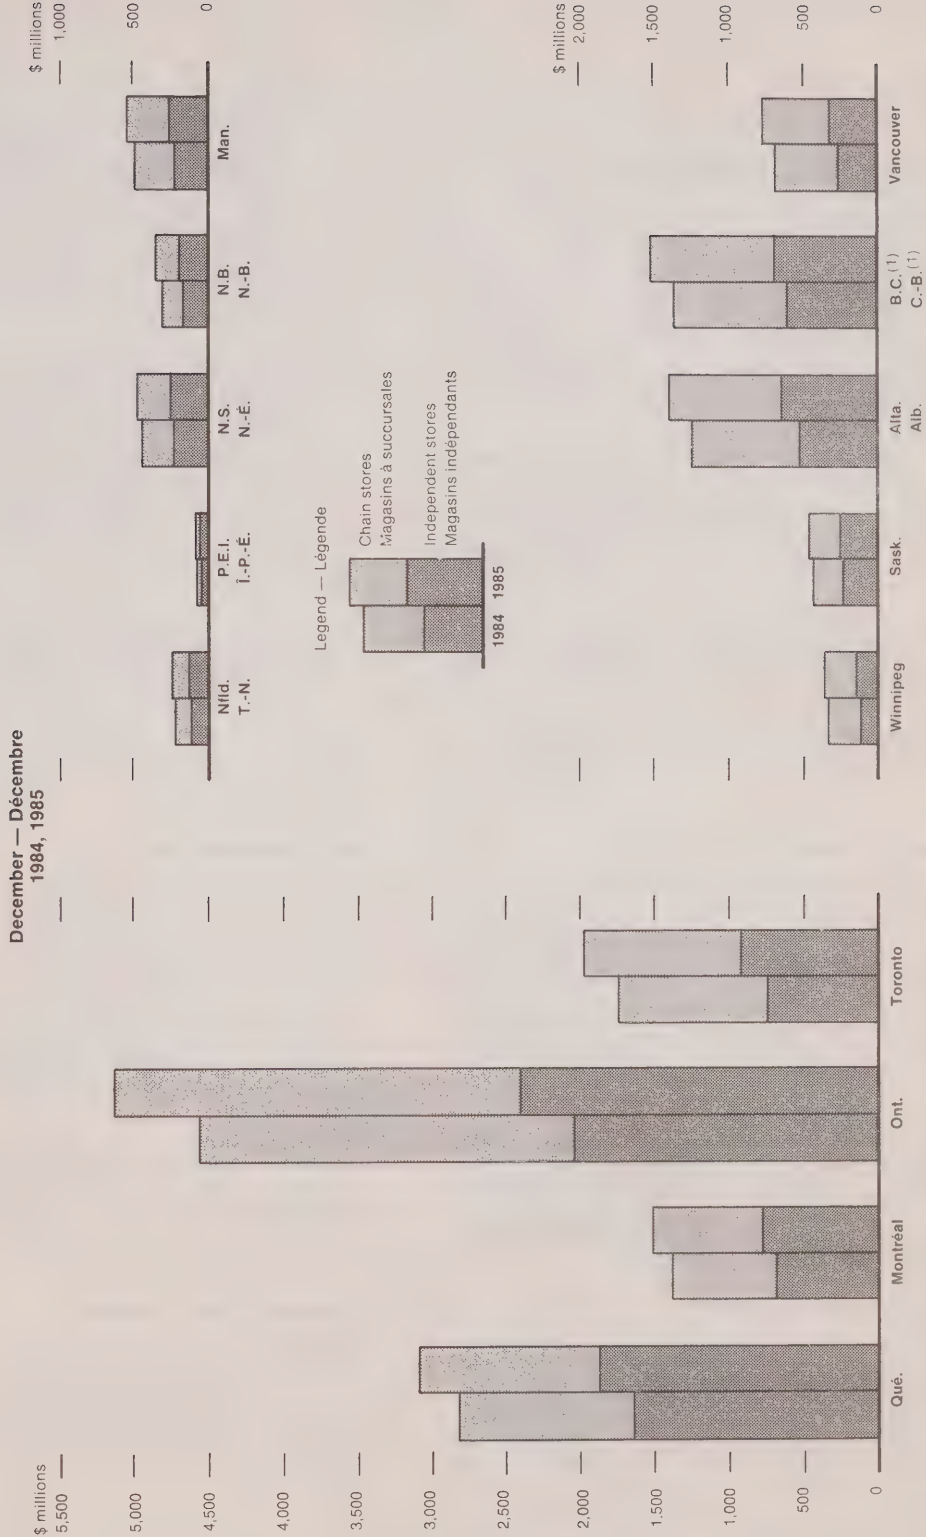 December — Décembre
1984, 1985
$ millions
5,500
5,000
4,500
4,000
3,500
3,000
2,500
2,000
1,500
1,000
500
0
Qué.
Montréal
Ont.
Toronto
$ millions
1,000
500
0
Nfld.
T.-N.
P.E.I.
Î.-P.-É.
N.S.
N.-É.
N.B.
N.-B.
Man.
Legend — Légende
Chain stores
Magasins à succursales
Independent stores
Magasins indépendants
1984 1985
$ millions
2,000
1,500
1,000
500
0
Winnipeg
Sask.
Alta.
Alb.
B.C.(1)
C.-B.(1)
Vancouver